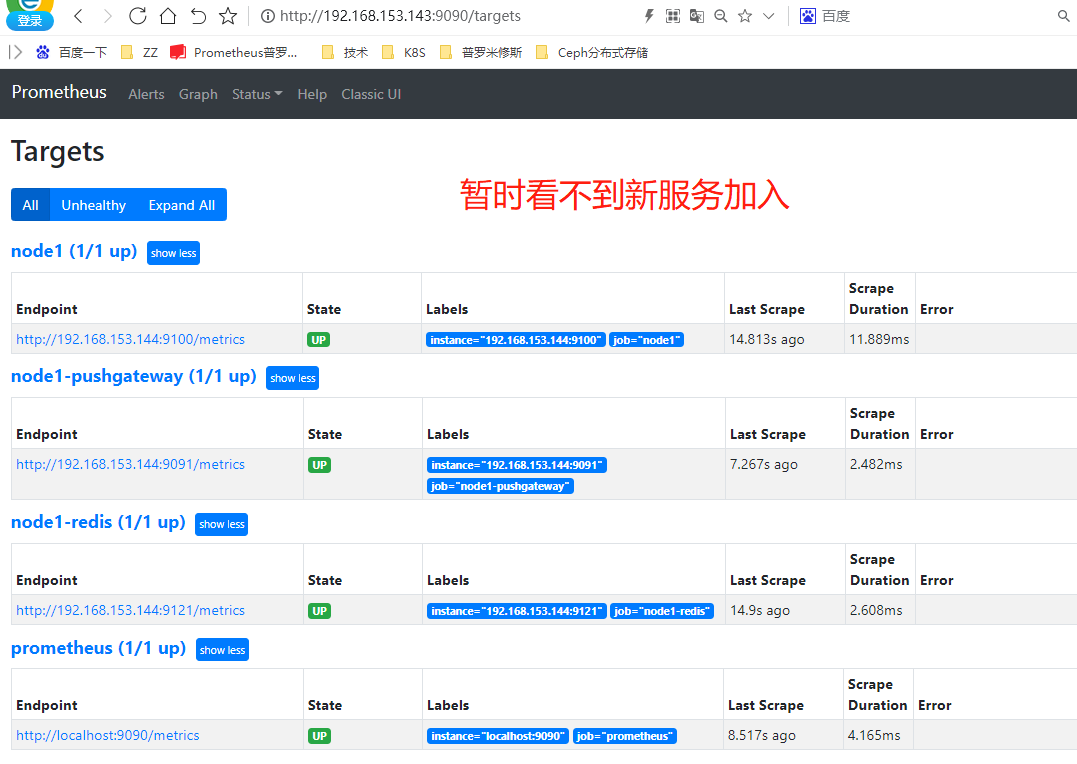 登录
http://192.168.153.143:9090/targets
百度
百度一下 ZZ Prometheus普罗... 技术 K8S 普罗米修斯 Ceph分布式存储
Prometheus Alerts Graph Status Help Classic UI
Targets
暂时看不到新服务加入
All Unhealthy Expand All
node1 (1/1 up) show less
Endpoint State Labels Last Scrape Scrape Duration Error
http://192.168.153.144:9100/metrics UP instance="192.168.153.144:9100" job="node1" 14.813s ago 11.889ms
node1-pushgateway (1/1 up) show less
Endpoint State Labels Last Scrape Scrape Duration Error
http://192.168.153.144:9091/metrics UP instance="192.168.153.144:9091" 7.267s ago 2.482ms
job="node1-pushgateway"
node1-redis (1/1 up) show less
Endpoint State Labels Last Scrape Scrape Duration Error
http://192.168.153.144:9121/metrics UP instance="192.168.153.144:9121" job="node1-redis" 14.9s ago 2.608ms
prometheus (1/1 up) show less
Endpoint State Labels Last Scrape Scrape Duration Error
http://localhost:9090/metrics UP instance="localhost:9090" job="prometheus" 8.517s ago 4.165ms